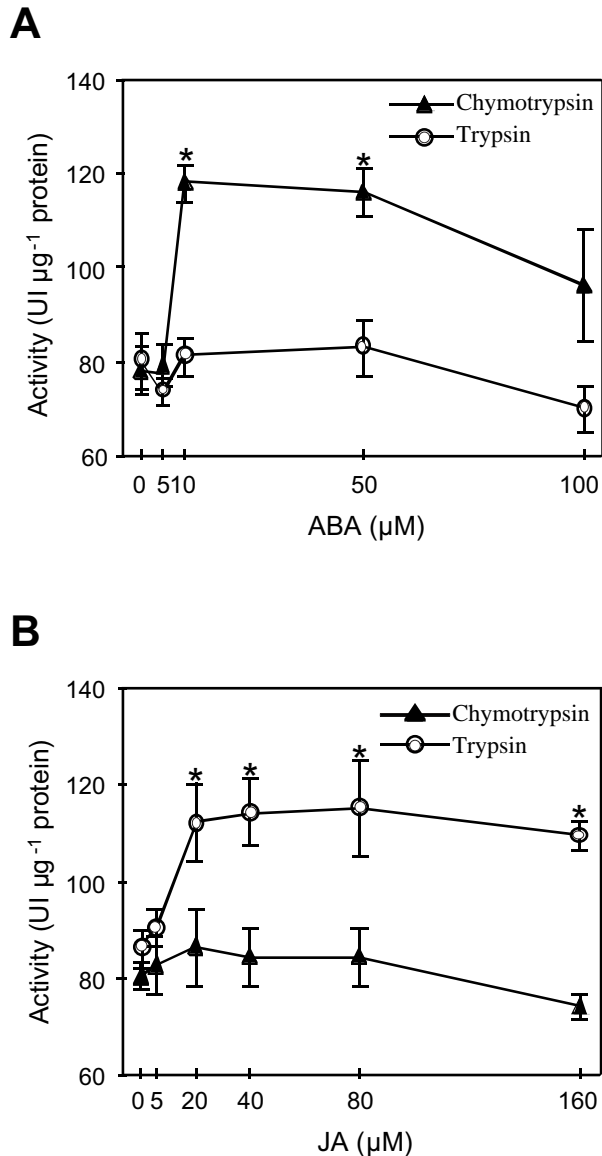 A
140
120
100
80
60
Activity (UI µg⁻¹ protein)
Chymotrypsin
Trypsin
*
*
0 5 10 50 100
ABA (µM)
B
140
120
100
80
60
Activity (UI µg⁻¹ protein)
Chymotrypsin
Trypsin
*
*
*
*
0 5 20 40 80 160
JA (µM)